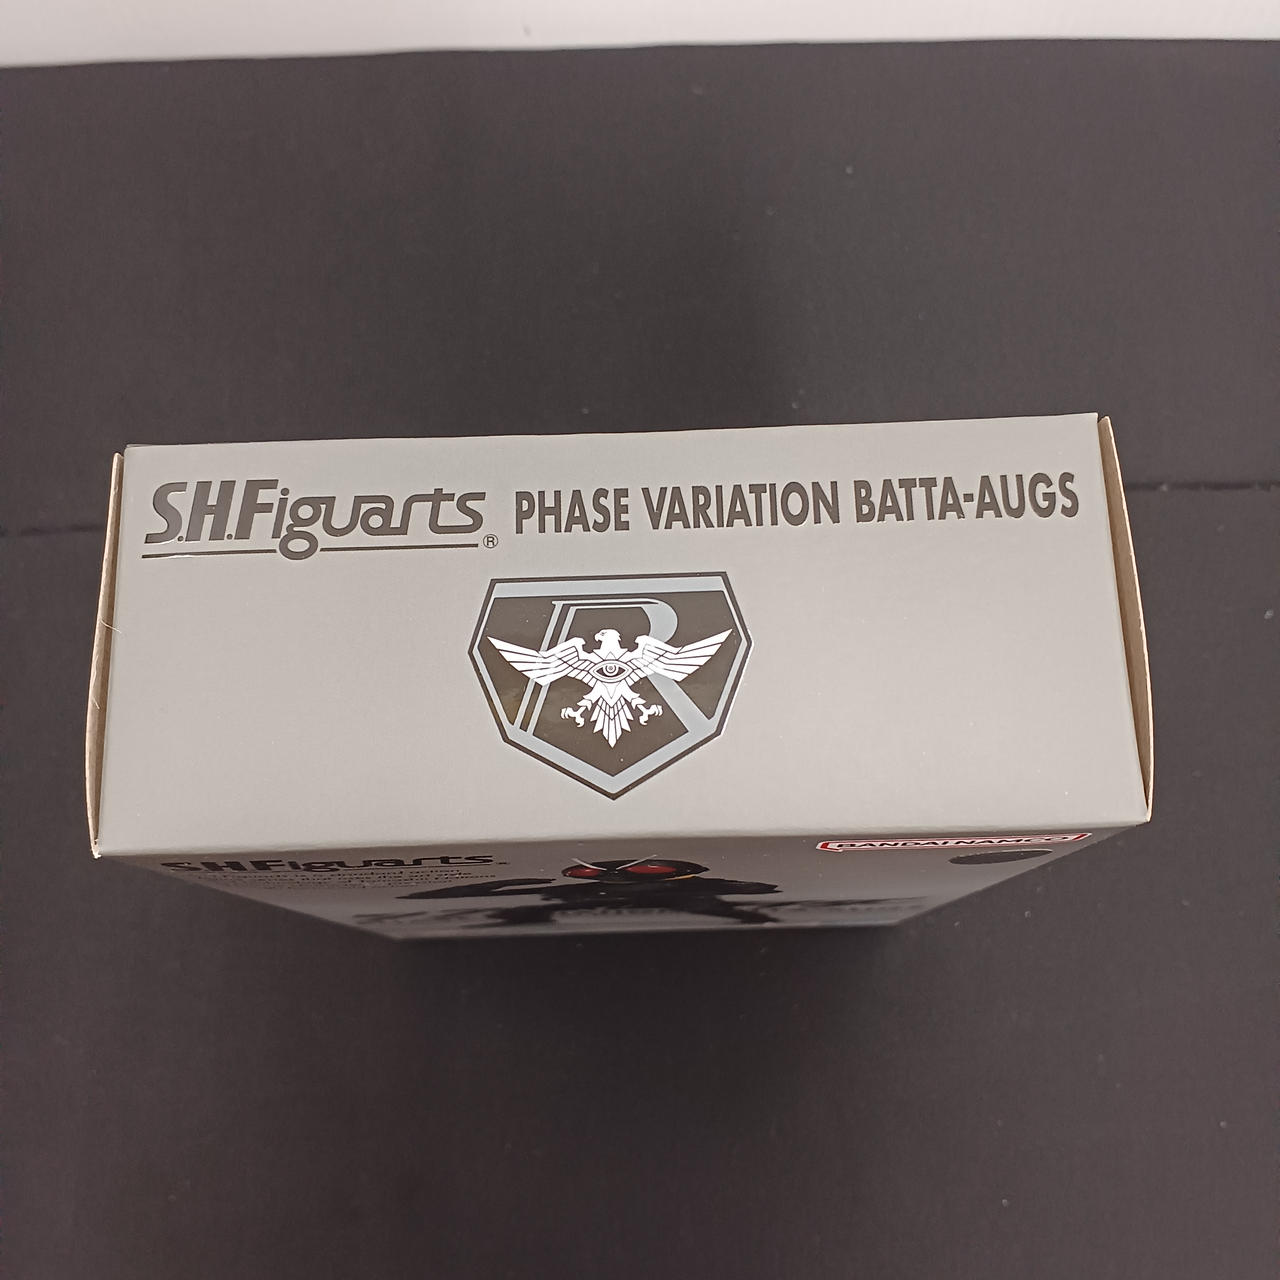 S.H.Figuarts® PHASE VARIATION BATTA-AUGS
R
BANDAI NAMCO
S.H.Figuarts